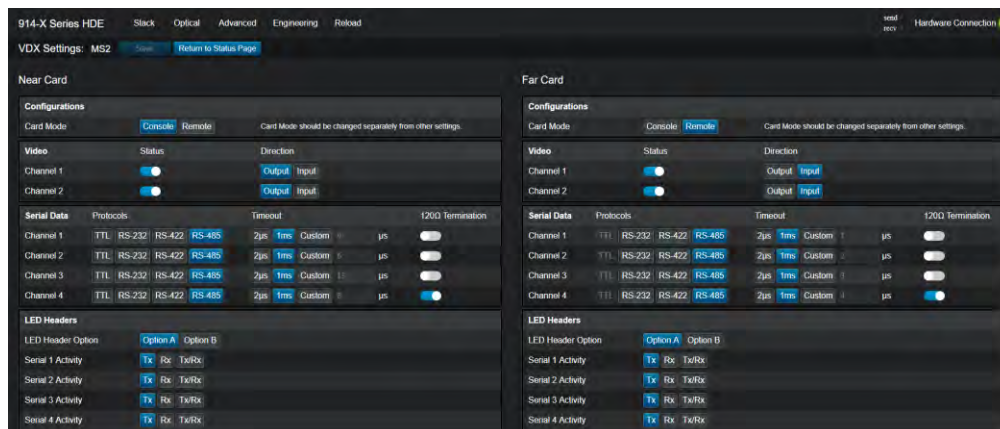 914-X Series HDE Slack Optical Advanced Engineering Reload send recv Hardware Connection
VDX Settings: MS2 Save Return to Status Page
Near Card
Configurations
Card Mode Console Remote Card Mode should be changed separately from other settings.
Video Status Direction
Channel 1 Output Input
Channel 2 Output Input
Serial Data Protocols Timeout 120Ω Termination
Channel 1 TTL RS-232 RS-422 RS-485 2µs 1ms Custom µs
Channel 2 TTL RS-232 RS-422 RS-485 2µs 1ms Custom µs
Channel 3 TTL RS-232 RS-422 RS-485 2µs 1ms Custom µs
Channel 4 TTL RS-232 RS-422 RS-485 2µs 1ms Custom µs
LED Headers
LED Header Option Option A Option B
Serial 1 Activity Tx Rx Tx/Rx
Serial 2 Activity Tx Rx Tx/Rx
Serial 3 Activity Tx Rx Tx/Rx
Serial 4 Activity Tx Rx Tx/Rx
Far Card
Configurations
Card Mode Console Remote Card Mode should be changed separately from other settings.
Video Status Direction
Channel 1 Output Input
Channel 2 Output Input
Serial Data Protocols Timeout 120Ω Termination
Channel 1 TTL RS-232 RS-422 RS-485 2µs 1ms Custom µs
Channel 2 TTL RS-232 RS-422 RS-485 2µs 1ms Custom µs
Channel 3 TTL RS-232 RS-422 RS-485 2µs 1ms Custom µs
Channel 4 TTL RS-232 RS-422 RS-485 2µs 1ms Custom µs
LED Headers
LED Header Option Option A Option B
Serial 1 Activity Tx Rx Tx/Rx
Serial 2 Activity Tx Rx Tx/Rx
Serial 3 Activity Tx Rx Tx/Rx
Serial 4 Activity Tx Rx Tx/Rx